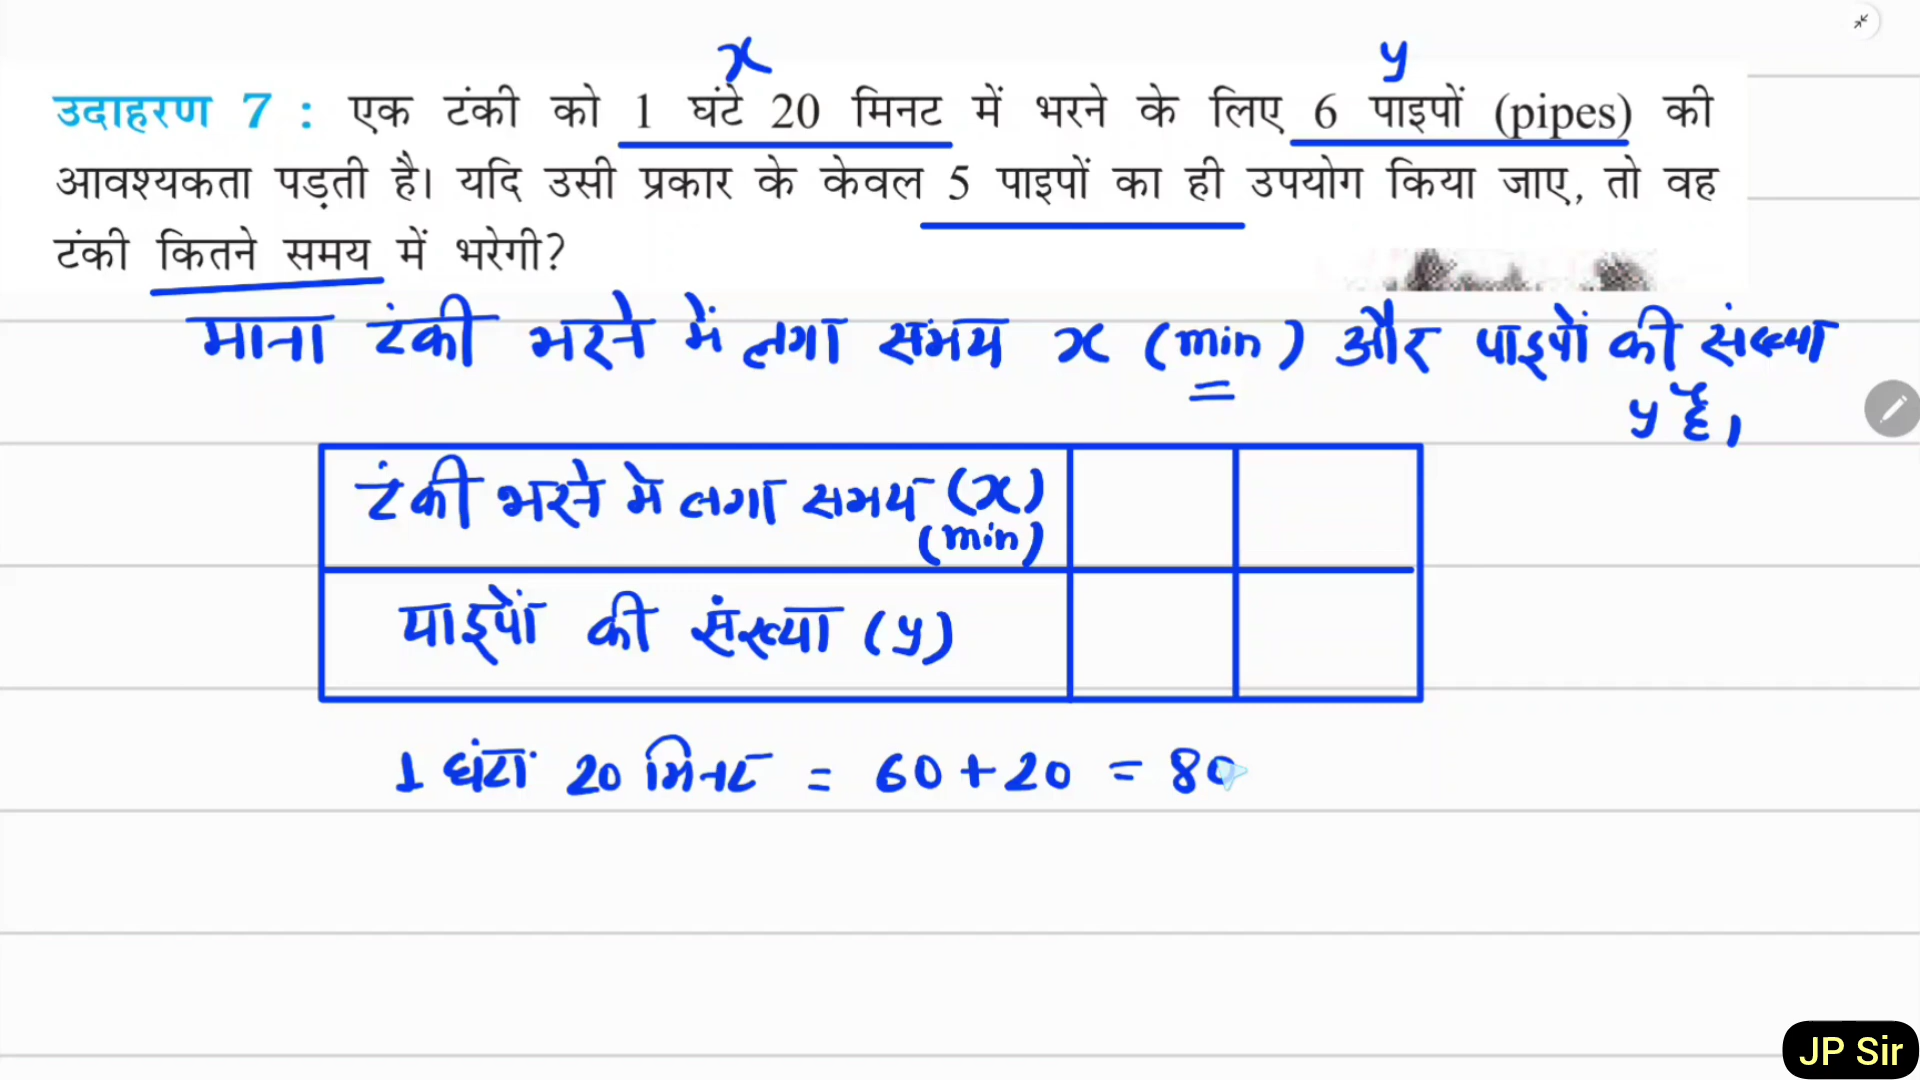 x y
उदाहरण 7 : एक टंकी को 1 घंटे 20 मिनट में भरने के लिए 6 पाइपों (pipes) की
आवश्यकता पड़ती है। यदि उसी प्रकार के केवल 5 पाइपों का ही उपयोग किया जाए, तो वह
टंकी कितने समय में भरेगी?
माना टंकी भरने में लगा समय x (min) और पाइपों की संख्या
y है,
टंकी भरने में लगा समय (x)
(min)
पाइपों की संख्या (y)
1 घंटा 20 मिनट = 60 + 20 = 80
JP Sir